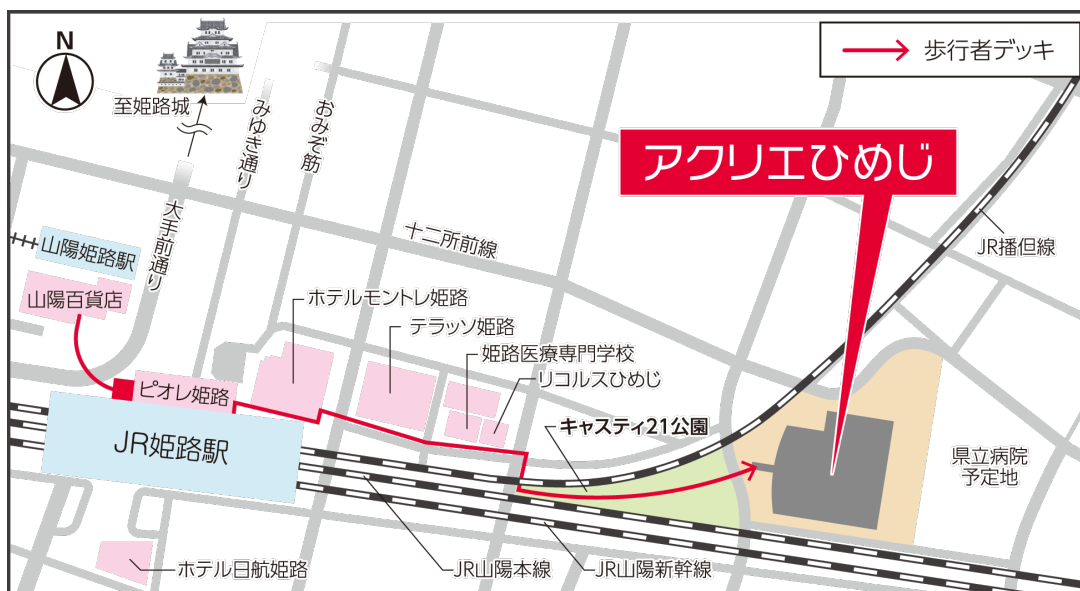 N
歩行者デッキ
至姫路城
みゆき通り
おみぞ筋
アクリエひめじ
大手前通り
十二所前線
JR播但線
山陽姫路駅
山陽百貨店
ホテルモントレ姫路
テラッソ姫路
姫路医療専門学校
リコルスひめじ
ピオレ姫路
キャスティ21公園
JR姫路駅
県立病院
予定地
ホテル日航姫路
JR山陽本線
JR山陽新幹線